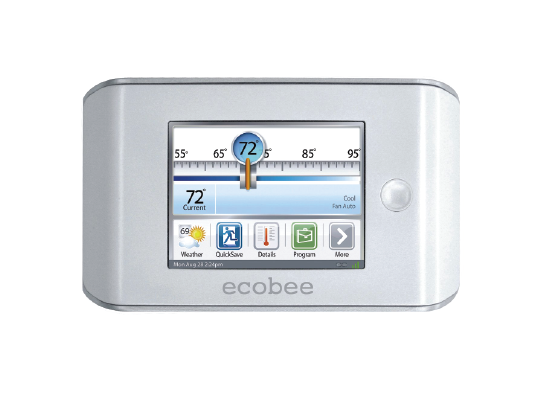 55° 65° 72° 5° 85° 95°
72°
Current
Cool
Fan Auto
69
Weather QuickSave Details Program More
ecobee